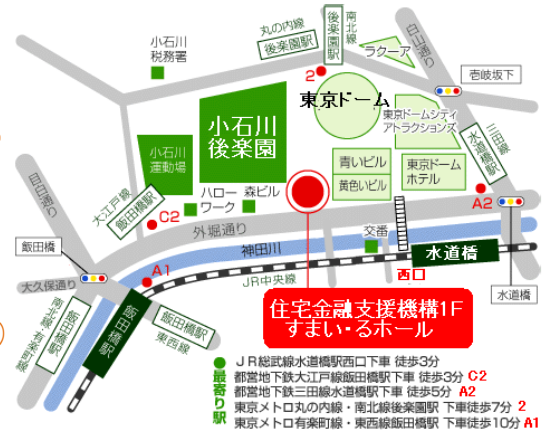 丸の内線
後楽園駅
南北線
白山通り
小石川
税務署
ラクーア
2
壱岐坂下
東京ドーム
小石川
後楽園
東京ドームシティ
アトラクションズ
三田線
水道橋駅
小石川
運動場
青いビル
黄色いビル
東京ドーム
ホテル
目白通り
大江戸線
飯田橋駅
ハロー
ワーク
森ビル
C2
A2
外堀通り
飯田橋
神田川
交番
水道橋
大久保通り
A1
JR中央線
西口
水道橋
南北線・有楽町線
飯田橋駅
飯田橋駅
飯田橋駅
東西線
住宅金融支援機構1F
すまい・るホール
最寄り駅
JR総武線水道橋駅西口下車 徒歩3分
都営地下鉄大江戸線飯田橋駅下車 徒歩3分 C2
都営地下鉄三田線水道橋駅下車 徒歩5分 A2
東京メトロ丸の内線・南北線後楽園駅 下車徒歩7分 2
東京メトロ有楽町線・東西線飯田橋駅 下車徒歩10分 A1